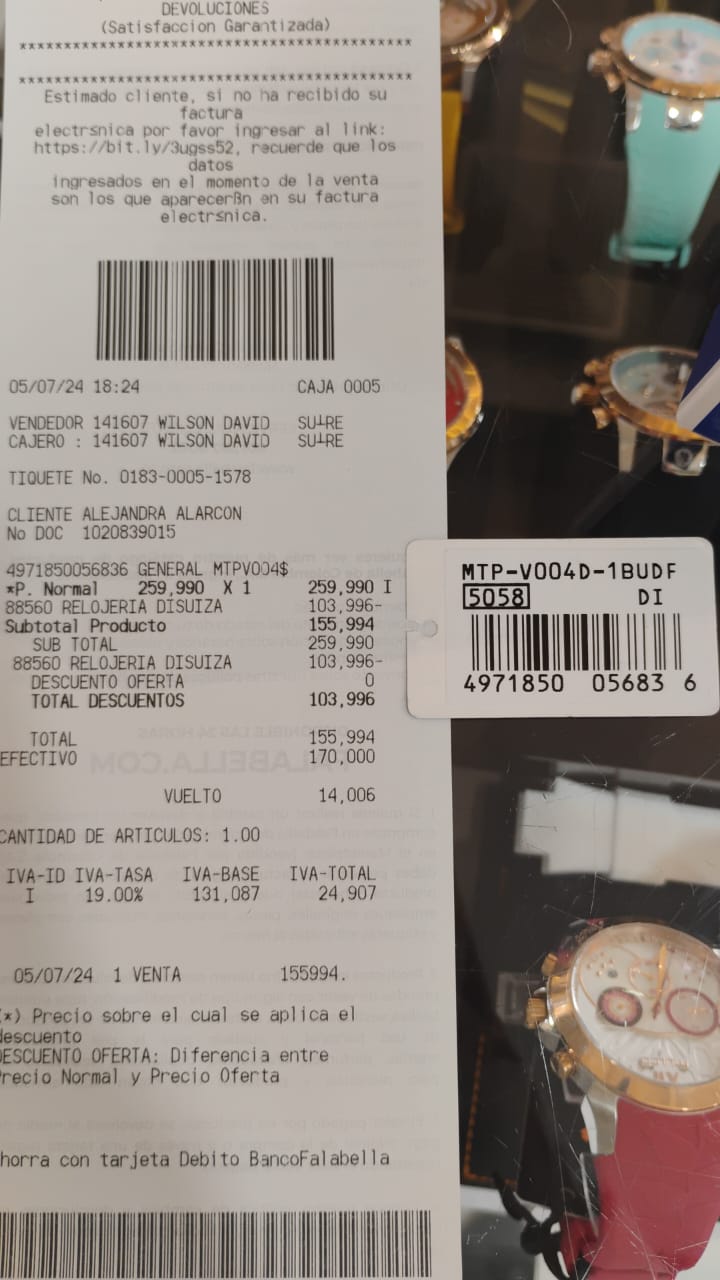 DEVOLUCIONES
(Satisfaccion Garantizada)
******************************************
******************************************
Estimado cliente, si no ha recibido su
factura
electrsnica por favor ingresar al link:
https://bit.ly/3ugss52, recuerde que los
datos
ingresados en el momento de la venta
son los que aparecerßn en su factura
electrsnica.
05/07/24 18:24 CAJA 0005
VENDEDOR 141607 WILSON DAVID SU┴RE
CAJERO : 141607 WILSON DAVID SU┴RE
TIQUETE No. 0183-0005-1578
CLIENTE ALEJANDRA ALARCON
No DOC 1020839015
4971850056836 GENERAL MTPV004$
*P. Normal 259,990 X 1 259,990 I
88560 RELOJERIA DISUIZA 103,996-
Subtotal Producto 155,994
SUB TOTAL 259,990
88560 RELOJERIA DISUIZA 103,996-
DESCUENTO OFERTA 0
TOTAL DESCUENTOS 103,996
TOTAL 155,994
EFECTIVO 170,000
VUELTO 14,006
CANTIDAD DE ARTICULOS: 1.00
IVA-ID IVA-TASA IVA-BASE IVA-TOTAL
I 19.00% 131,087 24,907
05/07/24 1 VENTA 155994.
(*) Precio sobre el cual se aplica el
descuento
DESCUENTO OFERTA: Diferencia entre
Precio Normal y Precio Oferta
horra con tarjeta Debito BancoFalabella
MTP-V004D-1BUDF
5058 DI
4971850 05683 6